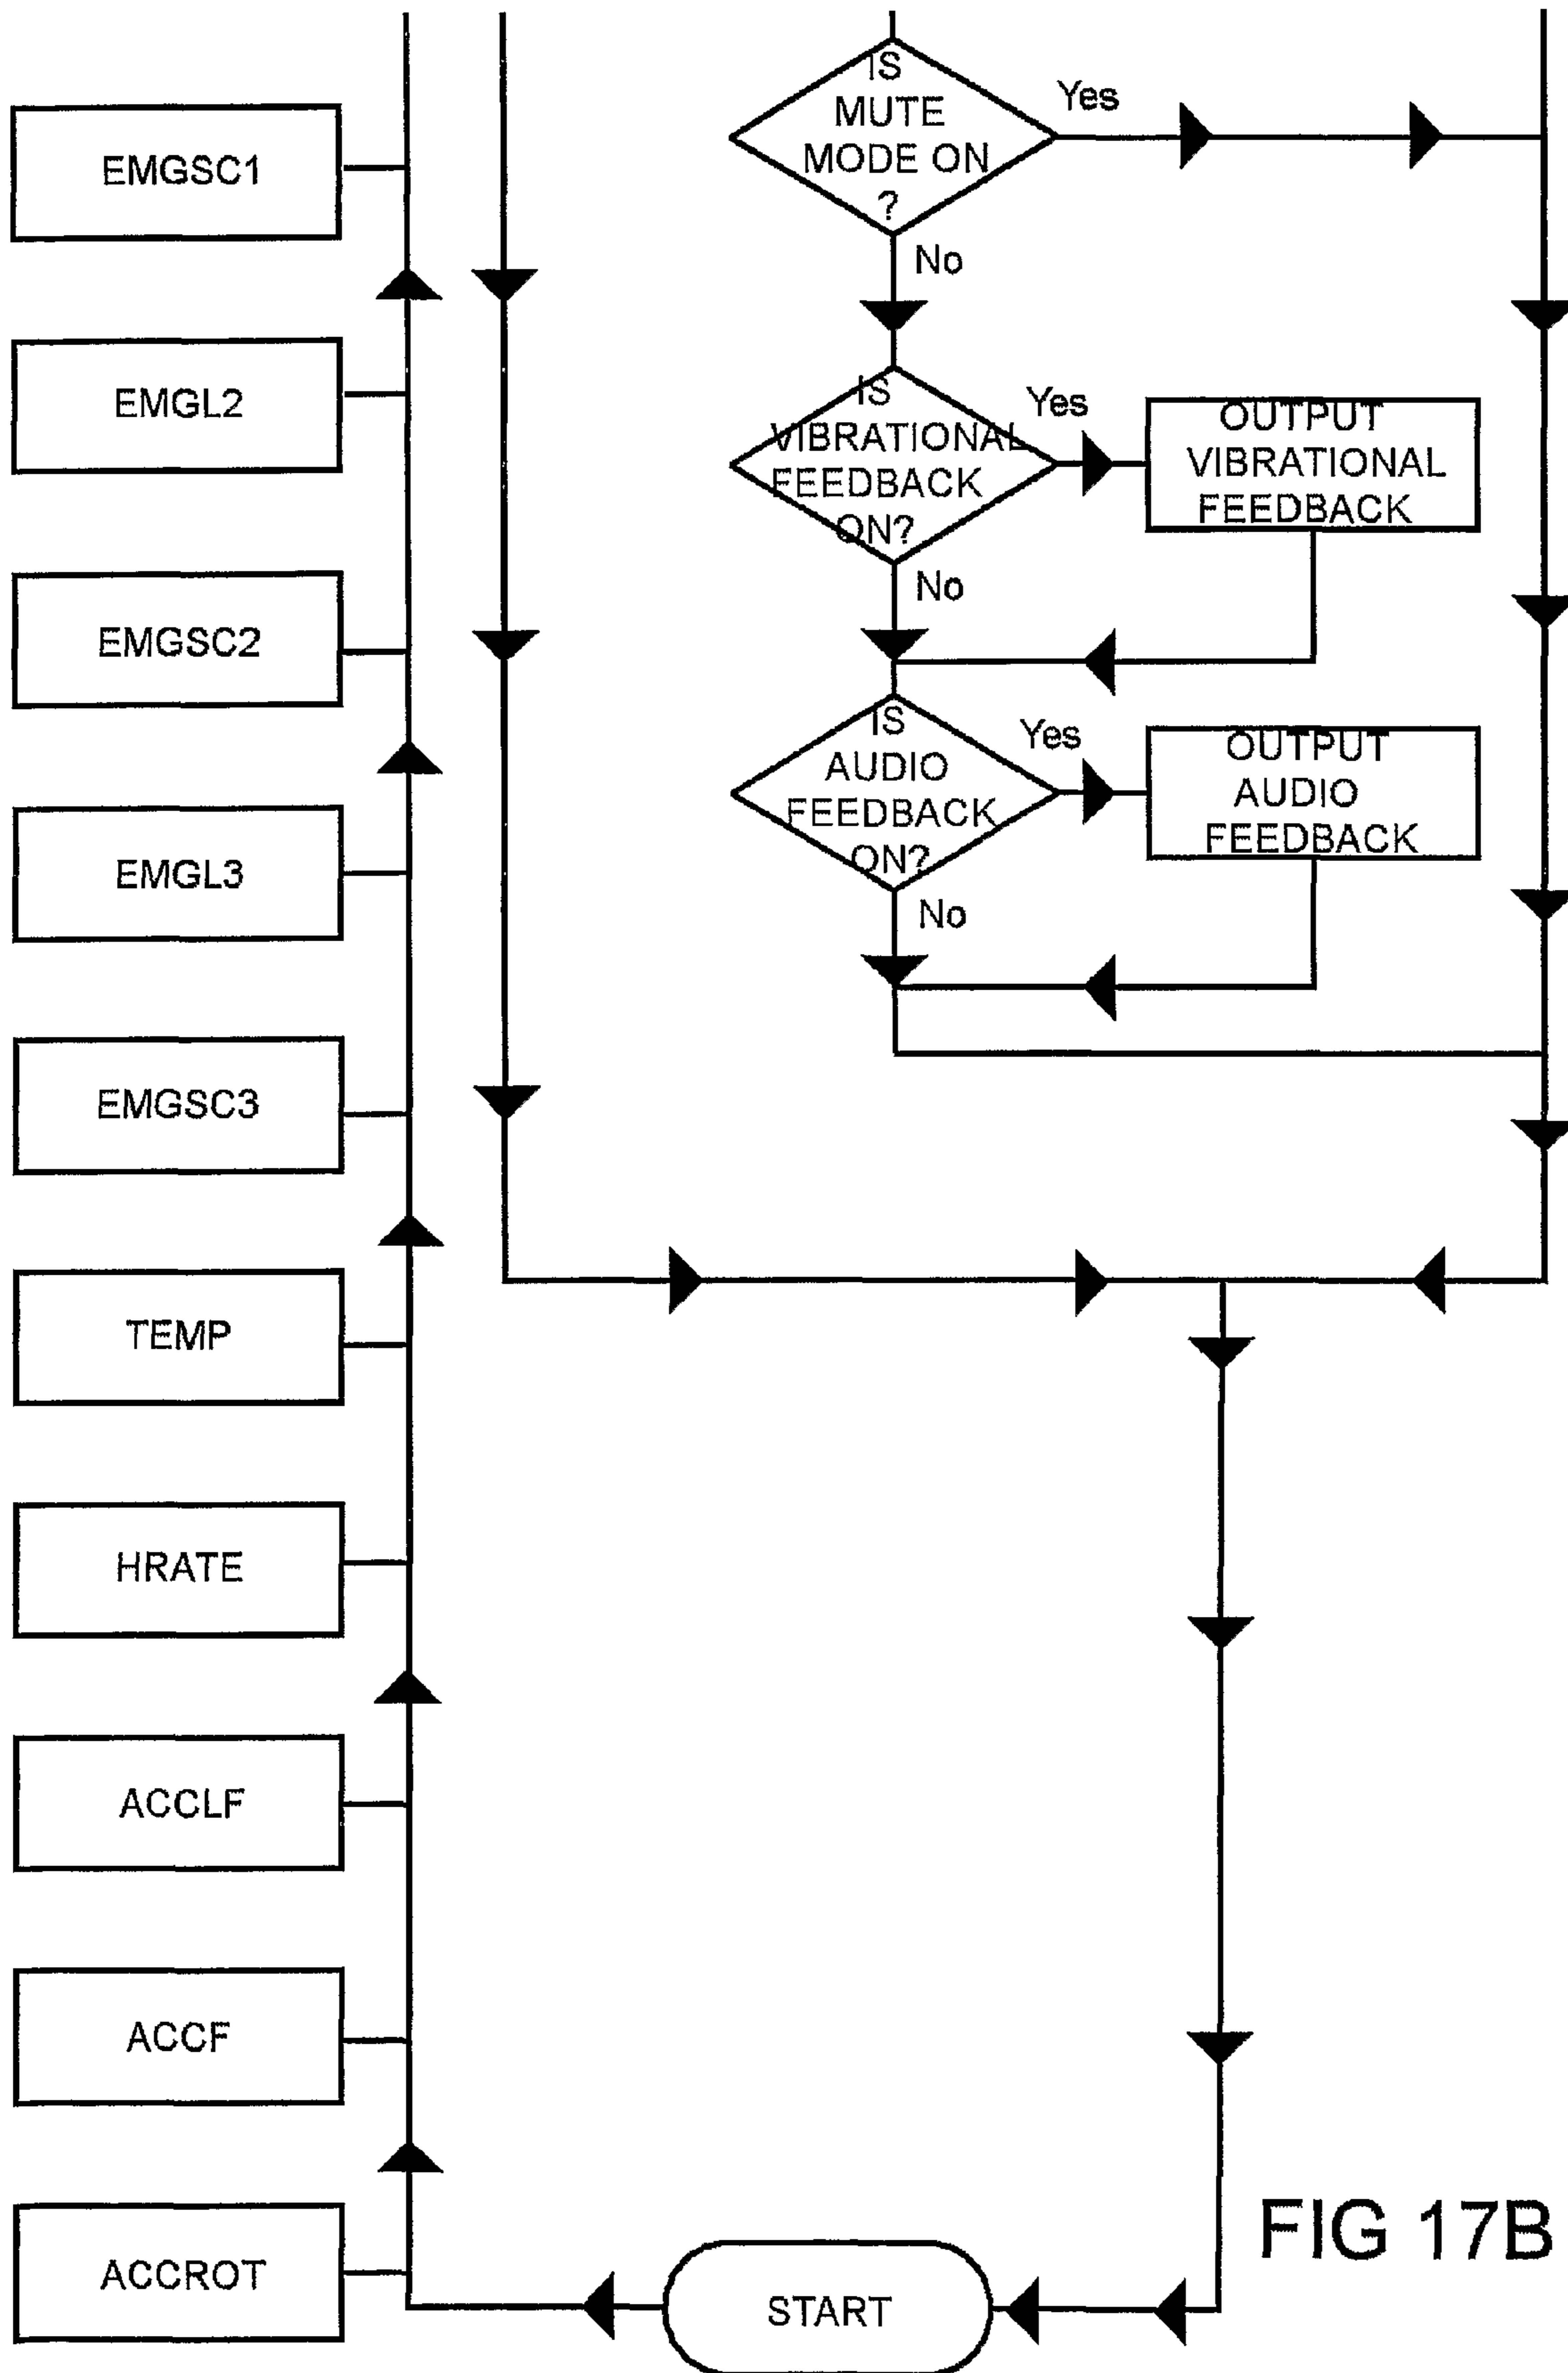 EMGSC1
EMGL2
EMGSC2
EMGL3
EMGSC3
TEMP
HRATE
ACCLF
ACCF
ACCROT
IS
MUTE
MODE ON
?
Yes
No
IS
VIBRATIONAL
FEEDBACK
ON?
Yes
OUTPUT
VIBRATIONAL
FEEDBACK
No
IS
AUDIO
FEEDBACK
ON?
Yes
OUTPUT
AUDIO
FEEDBACK
No
START
FIG 17B